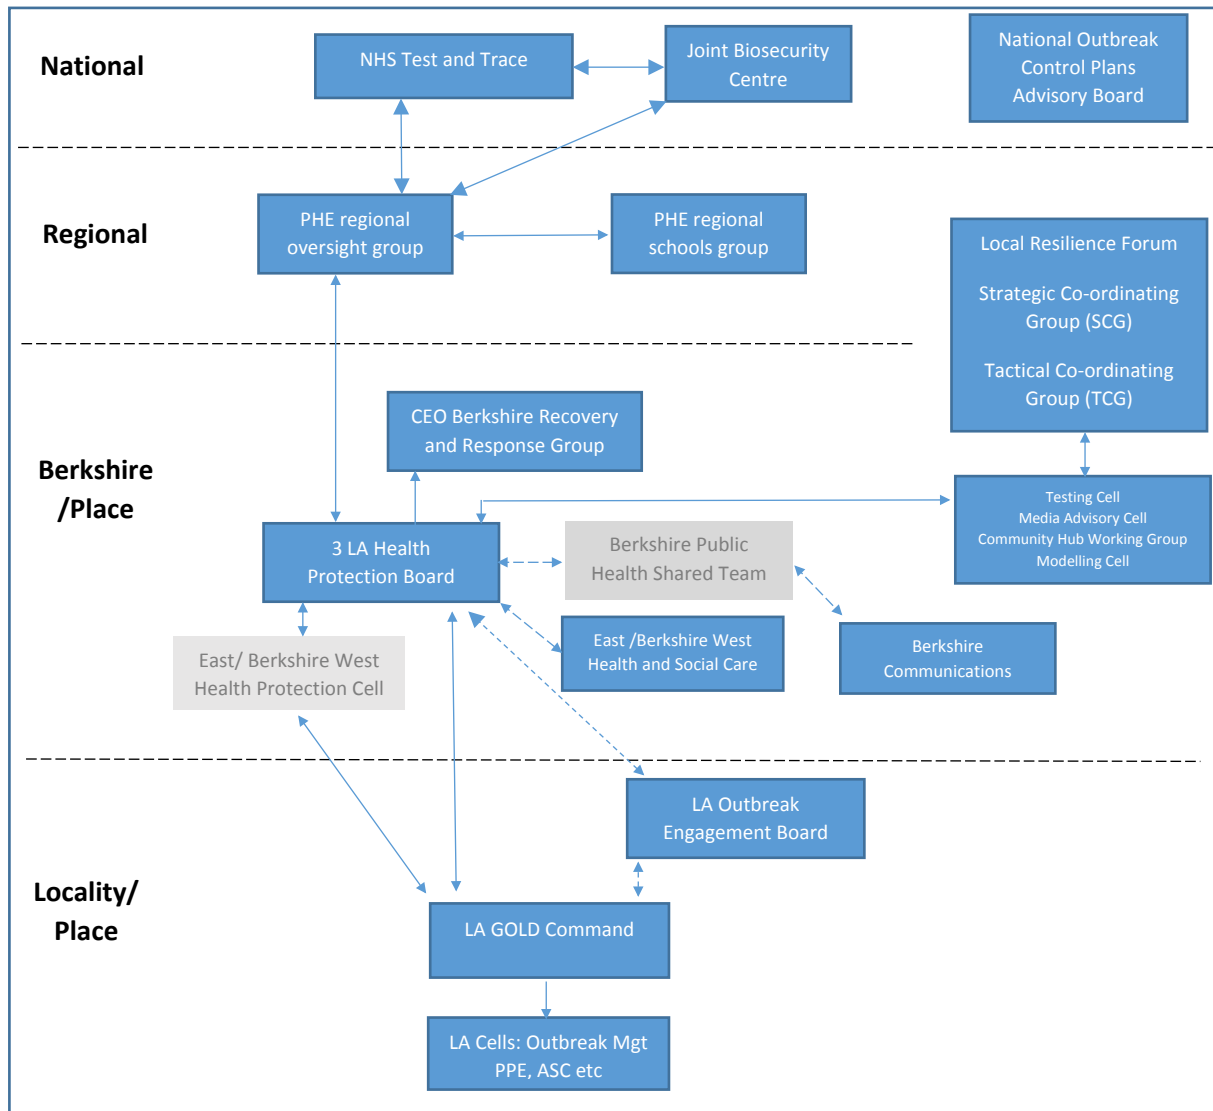 National
NHS Test and Trace
Joint Biosecurity
Centre
National Outbreak
Control Plans
Advisory Board
Regional
PHE regional
oversight group
PHE regional
schools group
Local Resilience Forum
Strategic Co-ordinating
Group (SCG)
Tactical Co-ordinating
Group (TCG)
Berkshire
/Place
CEO Berkshire Recovery
and Response Group
Testing Cell
Media Advisory Cell
Community Hub Working Group
Modelling Cell
3 LA Health
Protection Board
Berkshire Public
Health Shared Team
East/ Berkshire West
Health Protection Cell
East /Berkshire West
Health and Social Care
Berkshire
Communications
Locality/
Place
LA Outbreak
Engagement Board
LA GOLD Command
LA Cells: Outbreak Mgt
PPE, ASC etc